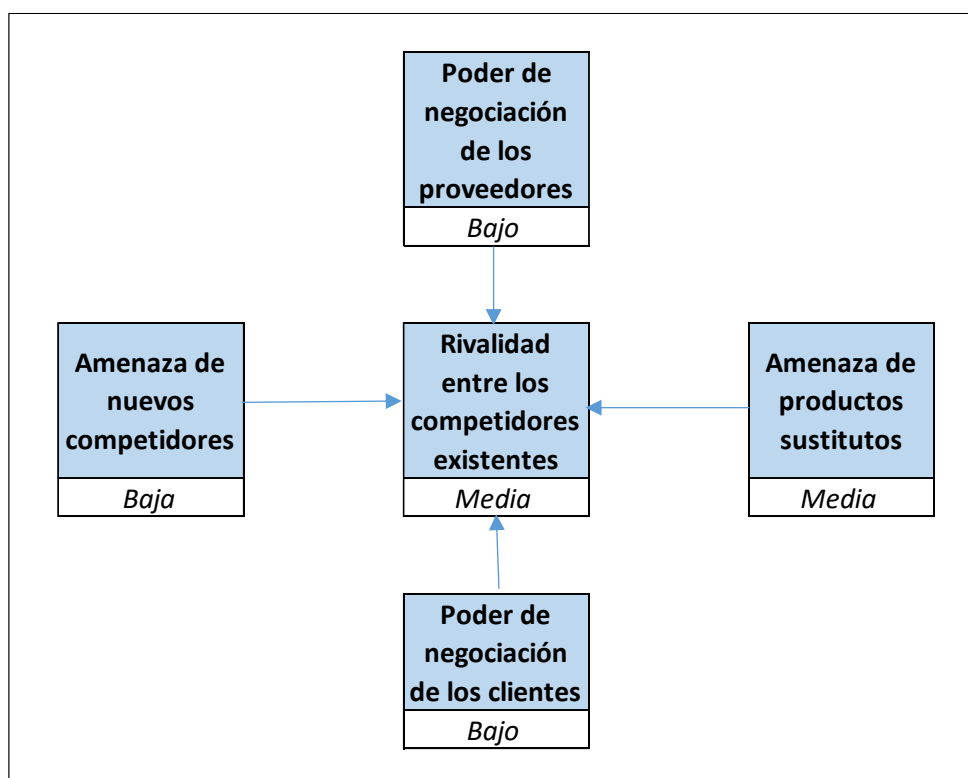 Poder de
negociación
de los
proveedores
Bajo
Amenaza de
nuevos
competidores
Baja
Rivalidad
entre los
competidores
existentes
Media
Amenaza de
productos
sustitutos
Media
Poder de
negociación
de los clientes
Bajo